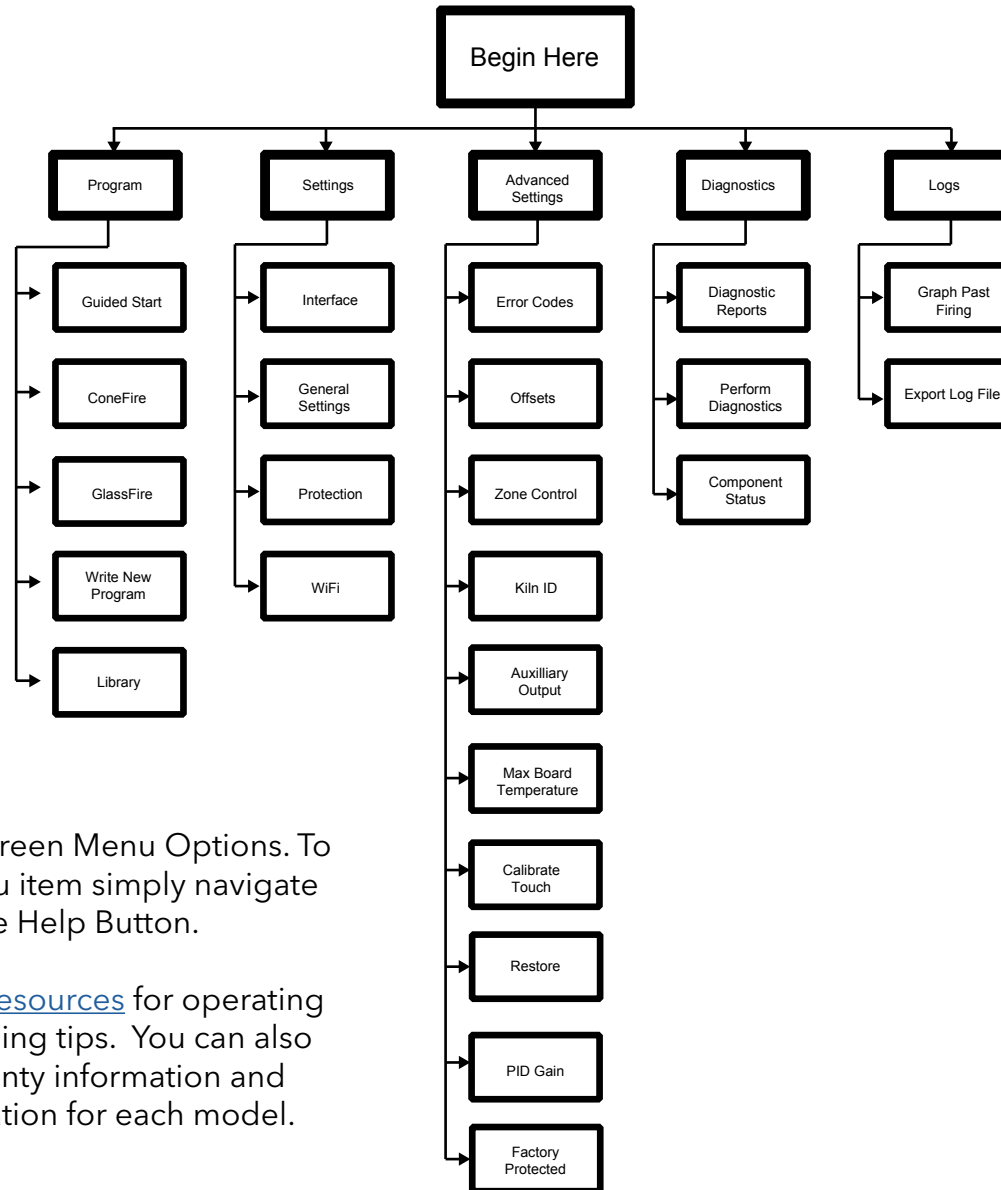 Begin Here
Program
Settings
Advanced
Settings
Diagnostics
Logs
Guided Start
ConeFire
GlassFire
Write New
Program
Library
Interface
General
Settings
Protection
WiFi
Error Codes
Offsets
Zone Control
Kiln ID
Auxilliary
Output
Max Board
Temperature
Calibrate
Touch
Restore
PID Gain
Factory
Protected
Diagnostic
Reports
Perform
Diagnostics
Component
Status
Graph Past
Firing
Export Log File
reen Menu Options. To
u item simply navigate
e Help Button.
esources for operating
ing tips. You can also
nty information and
tion for each model.